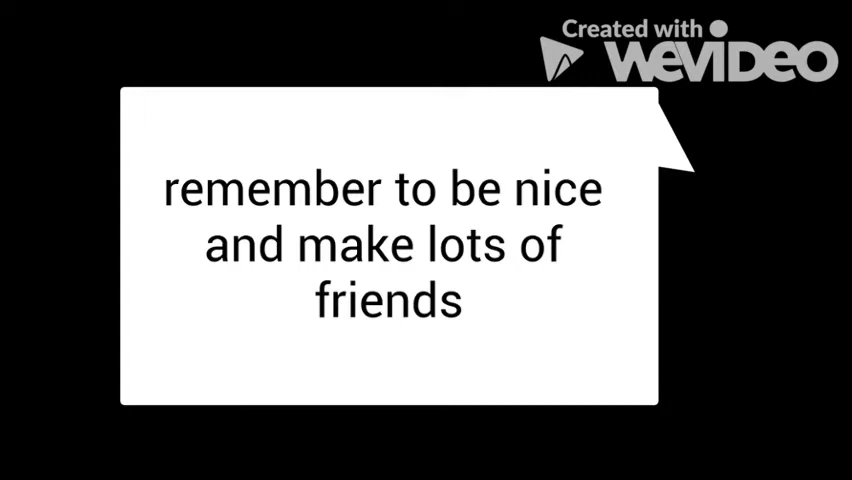 Created with
WEVIDEO
remember to be nice
and make lots of
friends